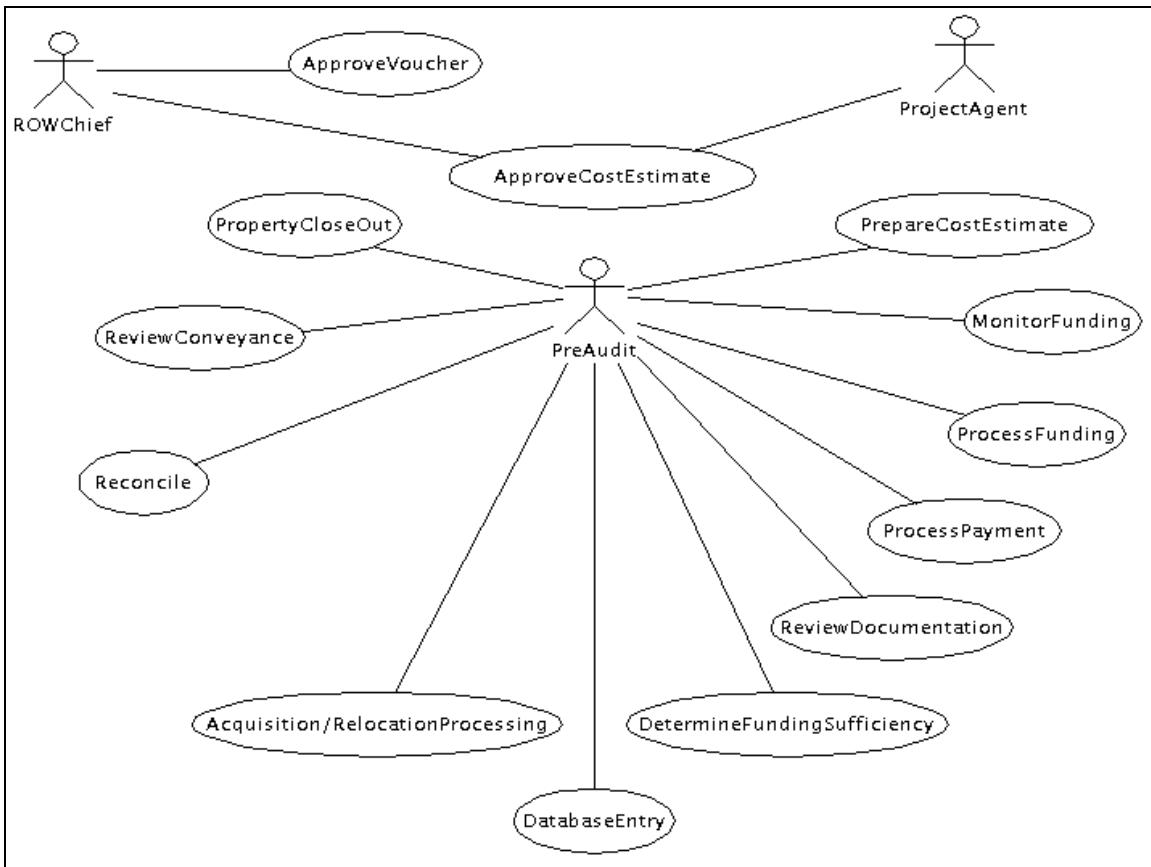 ApproveVoucher
ROWChief
ProjectAgent
ApproveCostEstimate
PropertyCloseOut
PrepareCostEstimate
MonitorFunding
ReviewConveyance
PreAudit
ProcessFunding
Reconcile
ProcessPayment
ReviewDocumentation
Acquisition/RelocationProcessing
DetermineFundingSufficiency
DatabaseEntry